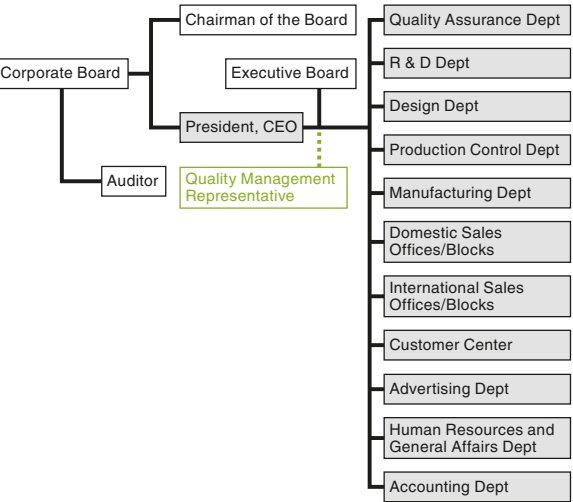 Corporate Board
Chairman of the Board
Executive Board
President, CEO
Auditor
Quality Management
Representative
Quality Assurance Dept
R & D Dept
Design Dept
Production Control Dept
Manufacturing Dept
Domestic Sales
Offices/Blocks
International Sales
Offices/Blocks
Customer Center
Advertising Dept
Human Resources and
General Affairs Dept
Accounting Dept